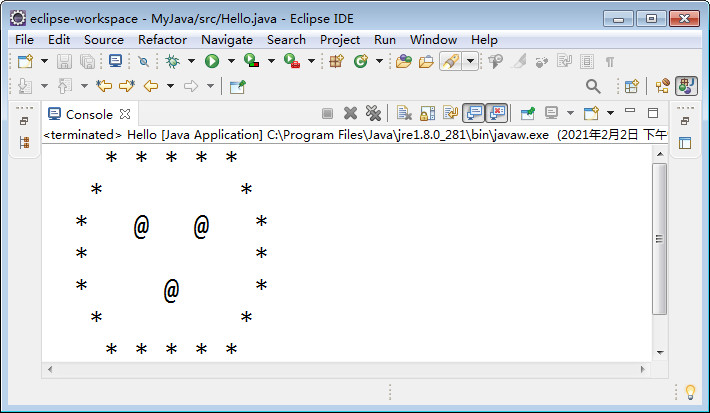 eclipse-workspace - MyJava/src/Hello.java - Eclipse IDE
File Edit Source Refactor Navigate Search Project Run Window Help
Console
<terminated> Hello [Java Application] C:\Program Files\Java\jre1.8.0_281\bin\javaw.exe (2021年2月2日 下午
    * * * * *
   *         *
  *   @   @   *
  *           *
  *     @     *
   *         *
    * * * * *